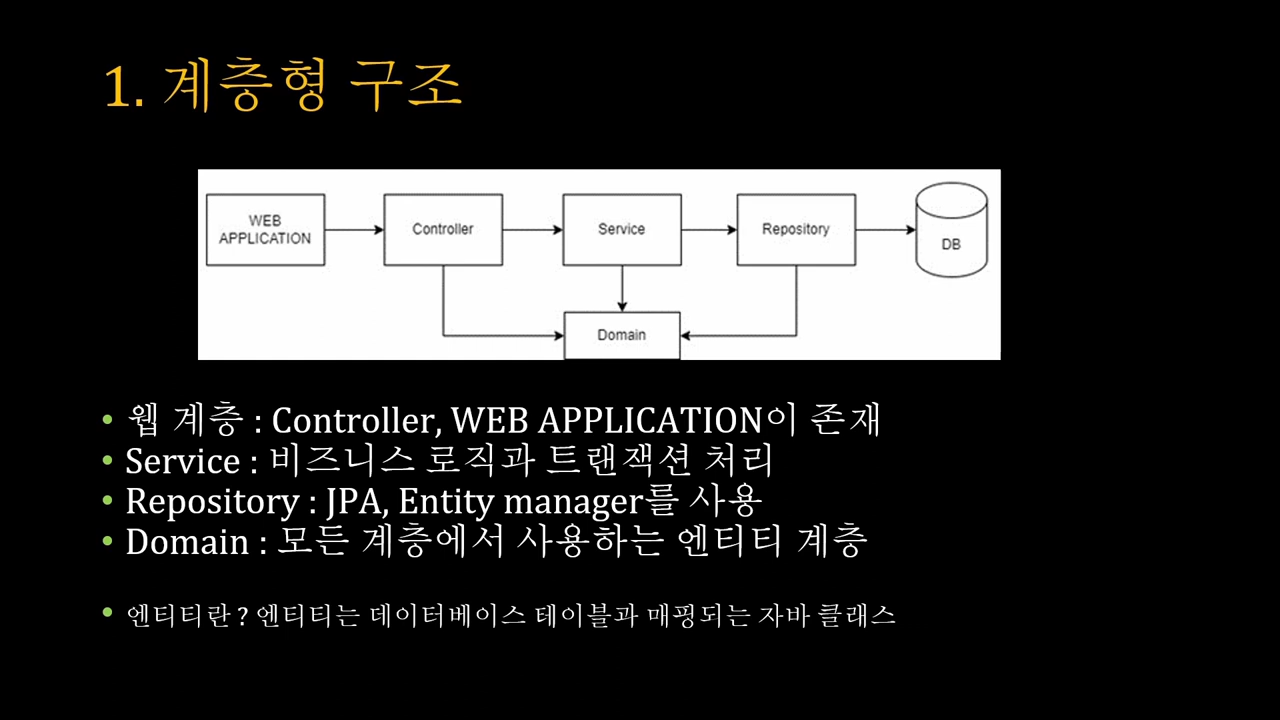 1. 계층형 구조
WEB
APPLICATION
Controller
Service
Repository
DB
Domain
• 웹 계층 : Controller, WEB APPLICATION이 존재
• Service : 비즈니스 로직과 트랜잭션 처리
• Repository : JPA, Entity manager를 사용
• Domain : 모든 계층에서 사용하는 엔티티 계층
• 엔티티란 ? 엔티티는 데이터베이스 테이블과 매핑되는 자바 클래스